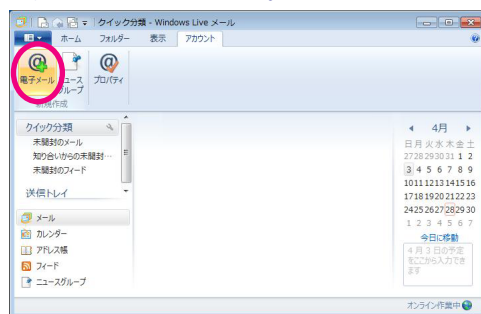 クイック分類 - Windows Live メール
ホーム フォルダー 表示 アカウント
電子メール ニュースグループ プロパティ
新規作成
クイック分類
未開封のメール
知り合いからの未開封…
未開封のフィード
送信トレイ
メール
カレンダー
アドレス帳
フィード
ニュースグループ
4月
日 月 火 水 木 金 土
27 28 29 30 31 1 2
3 4 5 6 7 8 9
10 11 12 13 14 15 16
17 18 19 20 21 22 23
24 25 26 27 28 29 30
1 2 3 4 5 6 7
今日に移動
4 月 3 日の予定
をここから入力でき
ます
オンライン作業中